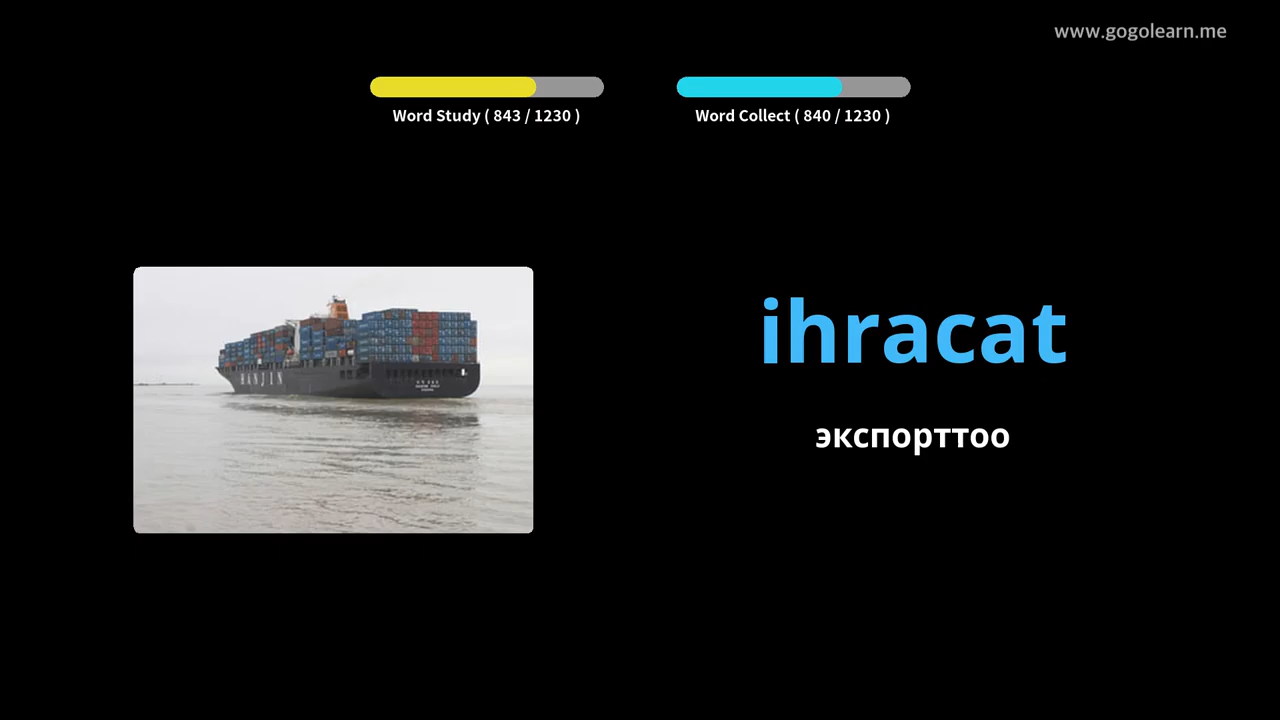 www.gogolearn.me
Word Study ( 843 / 1230 )
Word Collect ( 840 / 1230 )
ihracat
экспорттоо
HANJIN